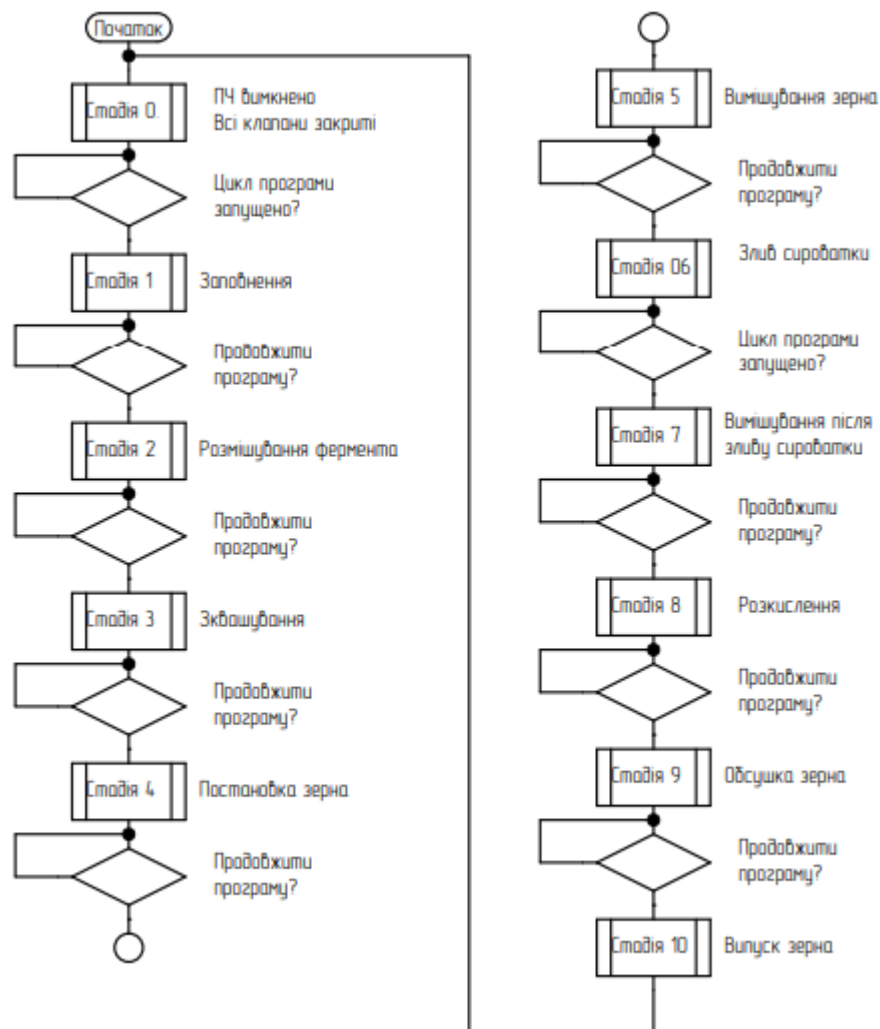 Початок
Стадія 0.
ПЧ вимкнено
Всі клапани закриті
Цикл програми
запущено?
Стадія 1
Заповнення
Продовжити
програму?
Стадія 2
Розмішування фермента
Продовжити
програму?
Стадія 3
Зквашування
Продовжити
програму?
Стадія 4
Постановка зерна
Продовжити
програму?
Стадія 5
Вимішування зерна
Продовжити
програму?
Стадія 06
Злив сироватки
Цикл програми
запущено?
Стадія 7
Вимішування після
зливу сироватки
Продовжити
програму?
Стадія 8
Розкислення
Продовжити
програму?
Стадія 9
Обсушка зерна
Продовжити
програму?
Стадія 10
Випуск зерна